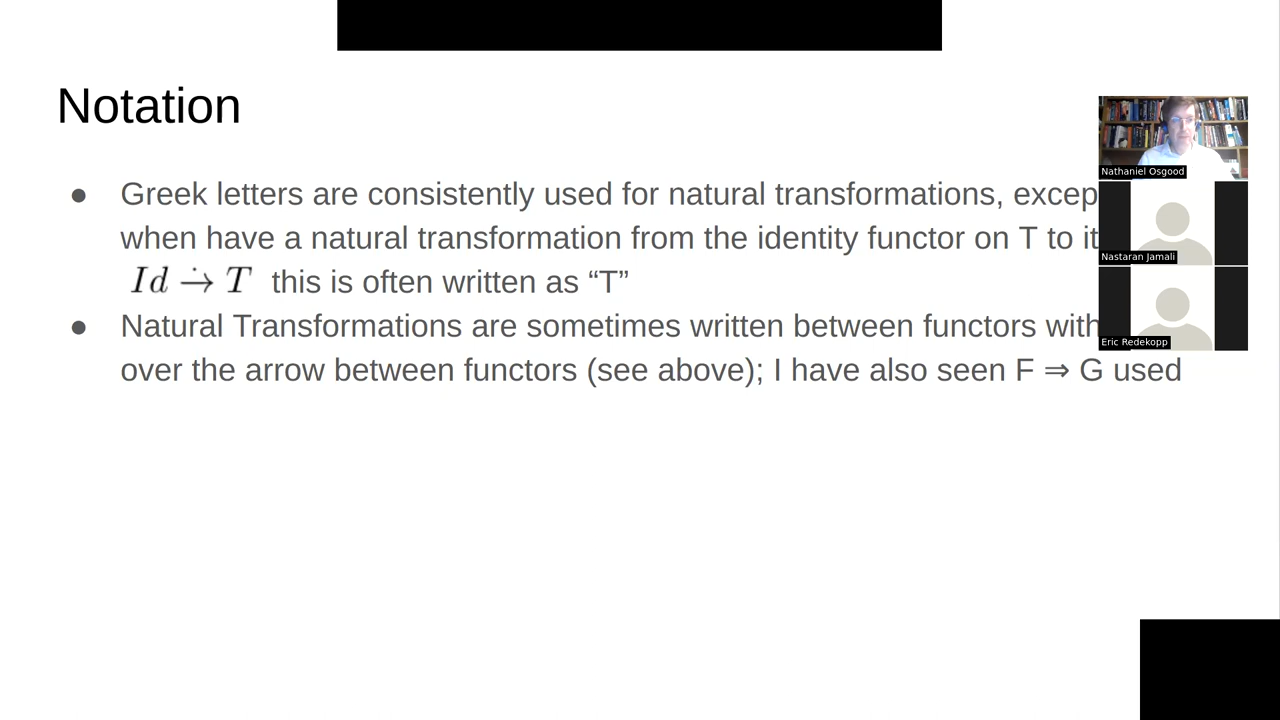 Notation
● Greek letters are consistently used for natural transformations,
when have a natural transformation from the identity functor on T to
Id →̇ T this is often written as “T”
● Natural Transformations are sometimes written between functors with
over the arrow between functors (see above); I have also seen F ⇒ G used
Nathaniel Osgood
Nastaran Jamali
Eric Redekopp